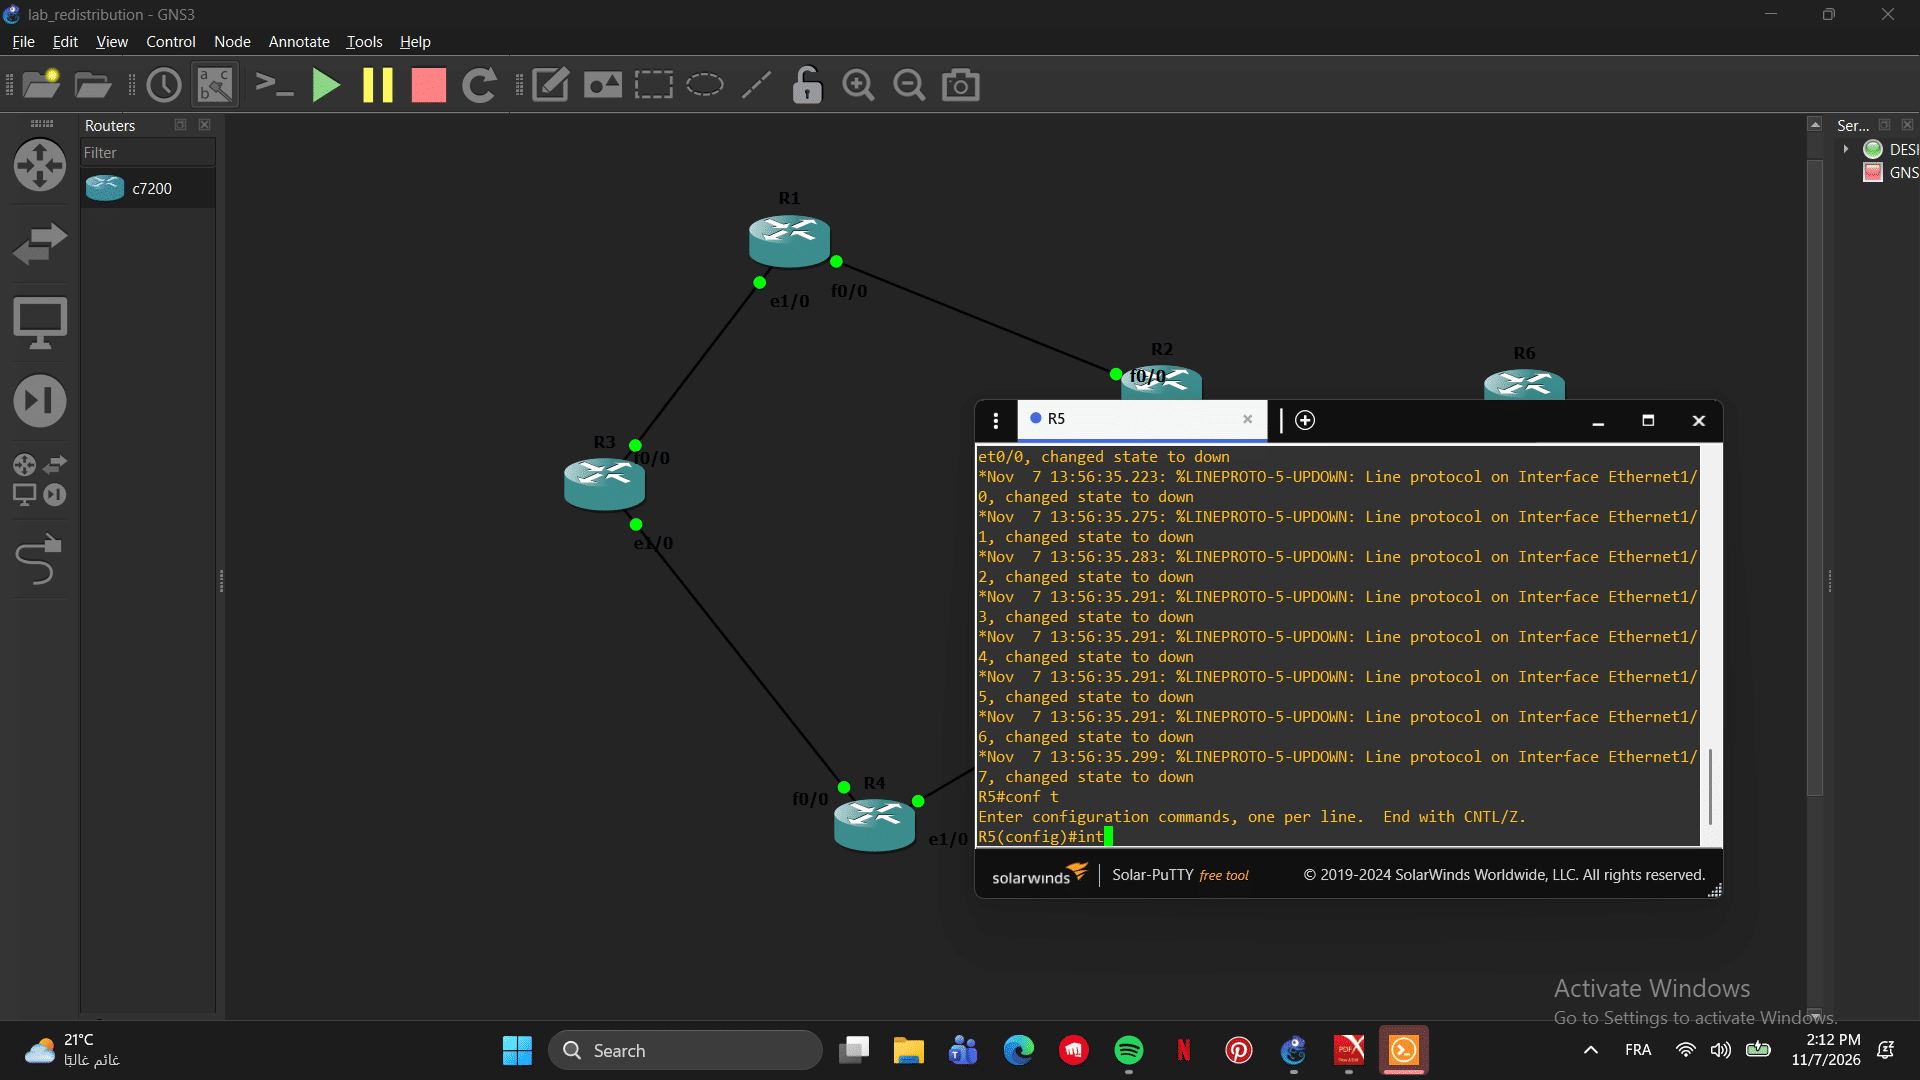 lab_redistribution - GNS3
File Edit View Control Node Annotate Tools Help
Routers
Filter
c7200
Ser...
DESH
GNS
R1
e1/0
f0/0
R2
f0/0
R6
R3
f0/0
e1/0
R4
f0/0
e1/0
R5
et0/0, changed state to down
*Nov  7 13:56:35.223: %LINEPROTO-5-UPDOWN: Line protocol on Interface Ethernet1/
0, changed state to down
*Nov  7 13:56:35.275: %LINEPROTO-5-UPDOWN: Line protocol on Interface Ethernet1/
1, changed state to down
*Nov  7 13:56:35.283: %LINEPROTO-5-UPDOWN: Line protocol on Interface Ethernet1/
2, changed state to down
*Nov  7 13:56:35.291: %LINEPROTO-5-UPDOWN: Line protocol on Interface Ethernet1/
3, changed state to down
*Nov  7 13:56:35.291: %LINEPROTO-5-UPDOWN: Line protocol on Interface Ethernet1/
4, changed state to down
*Nov  7 13:56:35.291: %LINEPROTO-5-UPDOWN: Line protocol on Interface Ethernet1/
5, changed state to down
*Nov  7 13:56:35.291: %LINEPROTO-5-UPDOWN: Line protocol on Interface Ethernet1/
6, changed state to down
*Nov  7 13:56:35.299: %LINEPROTO-5-UPDOWN: Line protocol on Interface Ethernet1/
7, changed state to down
R5#conf t
Enter configuration commands, one per line.  End with CNTL/Z.
R5(config)#int
solarwinds Solar-PuTTY free tool © 2019-2024 SolarWinds Worldwide, LLC. All rights reserved.
Activate Windows
Go to Settings to activate Windows.
21°C
غائم غالبًا
Search
FRA
2:12 PM
11/7/2026